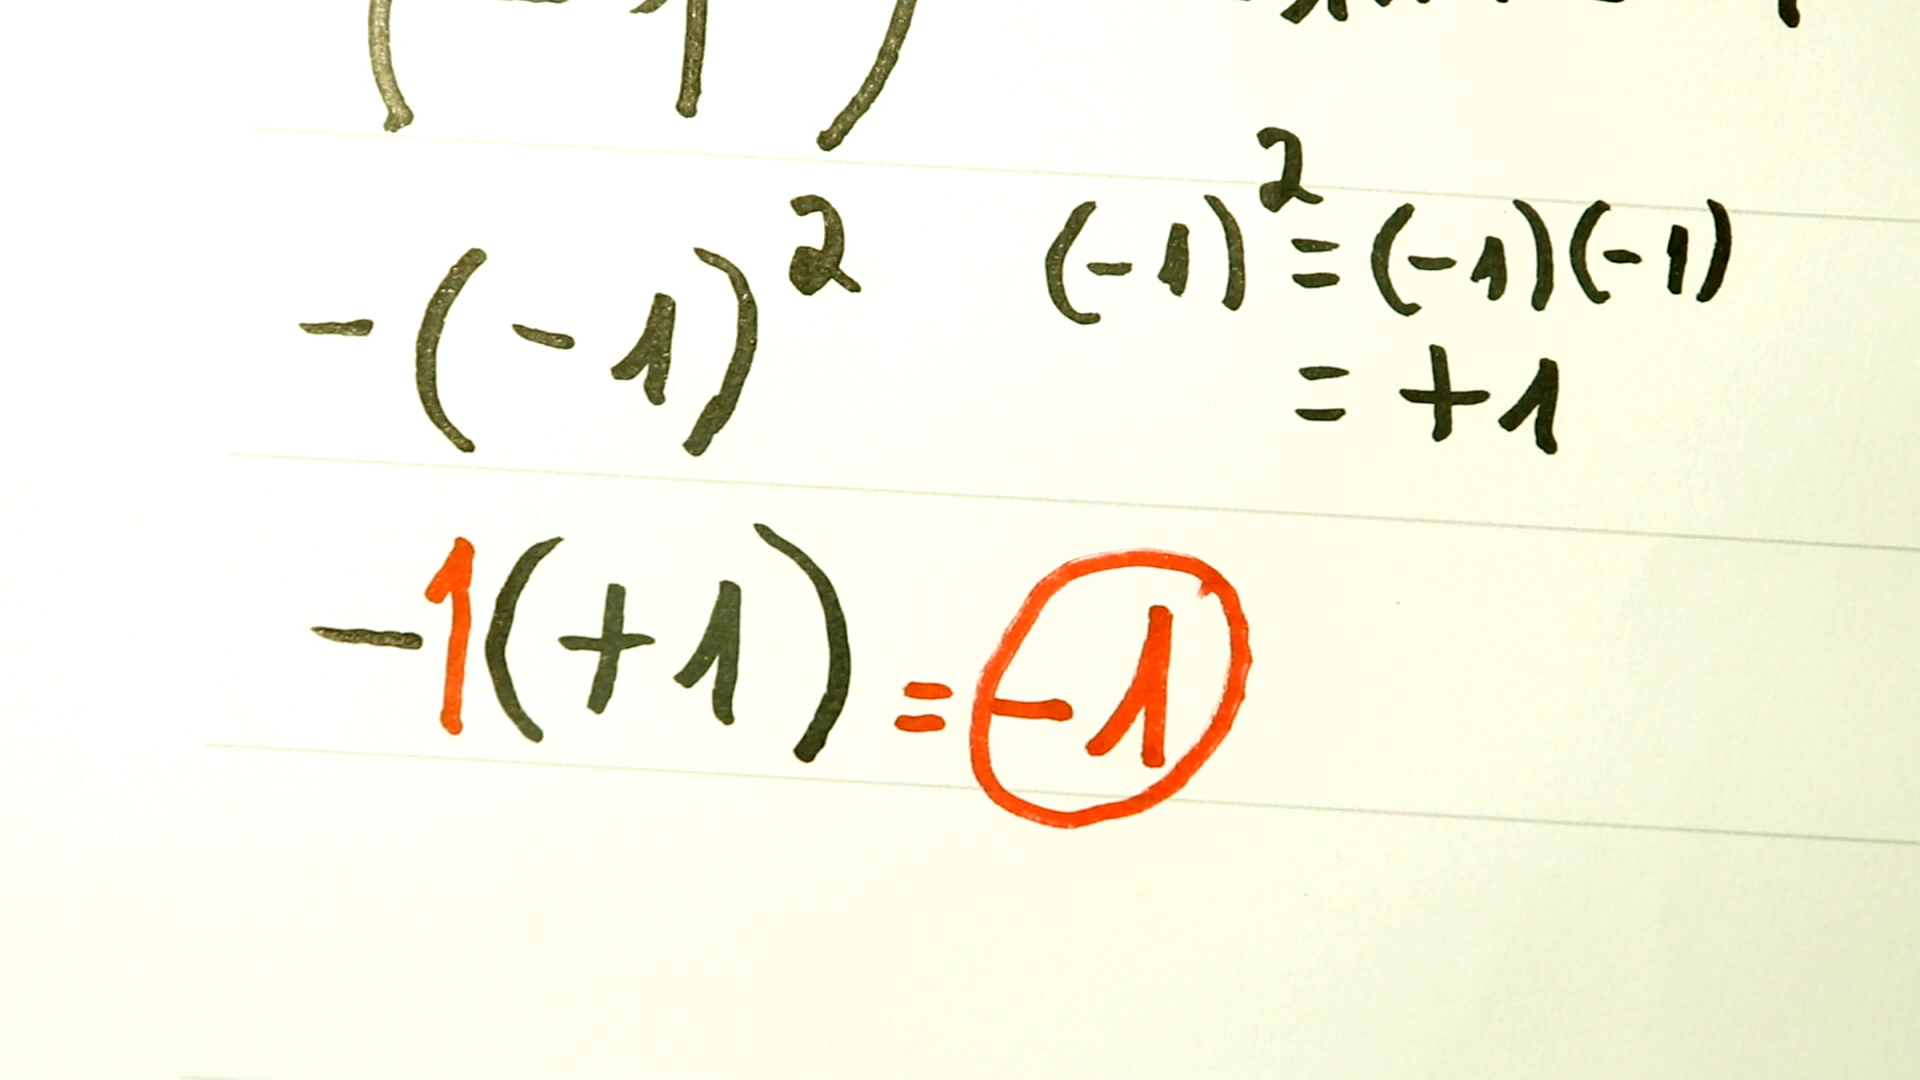 -(-1)² (-1)² = (-1)(-1)
= +1
-1(+1) = -1